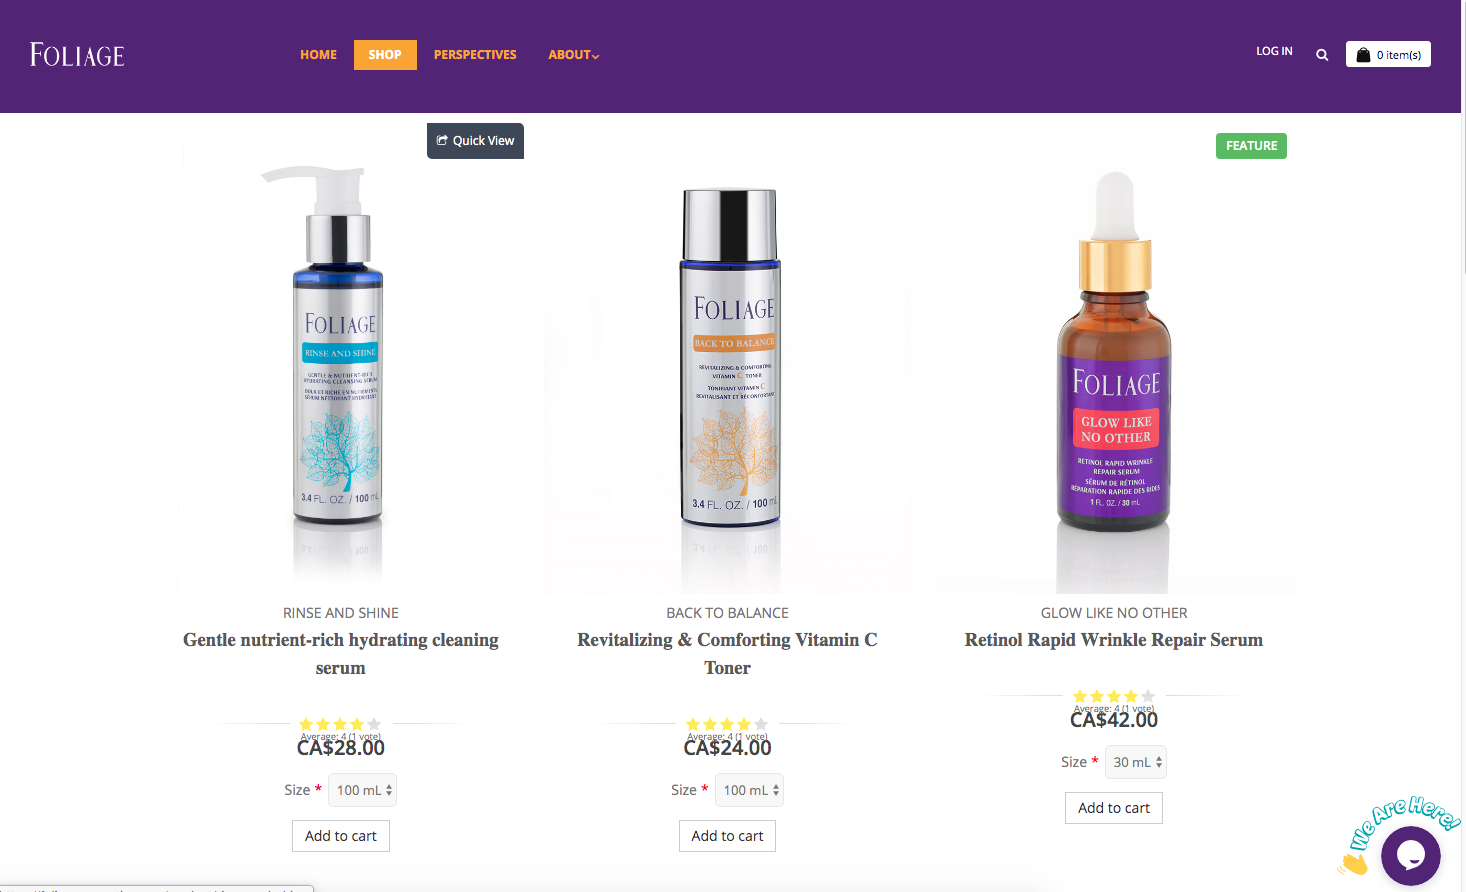 FOLIAGE
HOME
SHOP
PERSPECTIVES
ABOUT
LOG IN
0 item(s)
Quick View
FEATURE
FOLIAGE
RINSE AND SHINE
GENTLE & NUTRIENT-RICH
HYDRATING CLEANSING SERUM
DOUX ET RICHE EN NUTRIMENTS
SÉRUM NETTOYANT HYDRATANT
3.4 FL. OZ. / 100 mL
FOLIAGE
BACK TO BALANCE
REVITALIZING & COMFORTING
VITAMIN C TONER
TONIFIANT VITAMIN C
REVITALISANT ET RÉCONFORTANT
3.4 FL. OZ. / 100 mL
FOLIAGE
GLOW LIKE
NO OTHER
RETINOL RAPID WRINKLE
REPAIR SERUM
SÉRUM DE RÉTINOL
RÉPARATION RAPIDE DES RIDES
1 FL. OZ. / 30 mL
RINSE AND SHINE
Gentle nutrient-rich hydrating cleaning
serum
Average: 4 (1 vote)
CA$28.00
Size * 100 mL
Add to cart
BACK TO BALANCE
Revitalizing & Comforting Vitamin C
Toner
Average: 4 (1 vote)
CA$24.00
Size * 100 mL
Add to cart
GLOW LIKE NO OTHER
Retinol Rapid Wrinkle Repair Serum
Average: 4 (1 vote)
CA$42.00
Size * 30 mL
Add to cart
We Are Here!